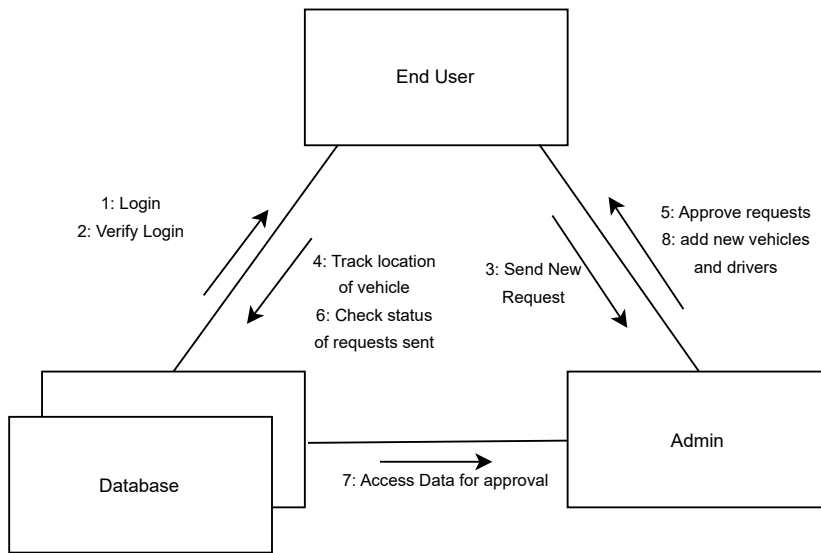 End User
1: Login
2: Verify Login
4: Track location
of vehicle
6: Check status
of requests sent
3: Send New
Request
5: Approve requests
8: add new vehicles
and drivers
Database
7: Access Data for approval
Admin